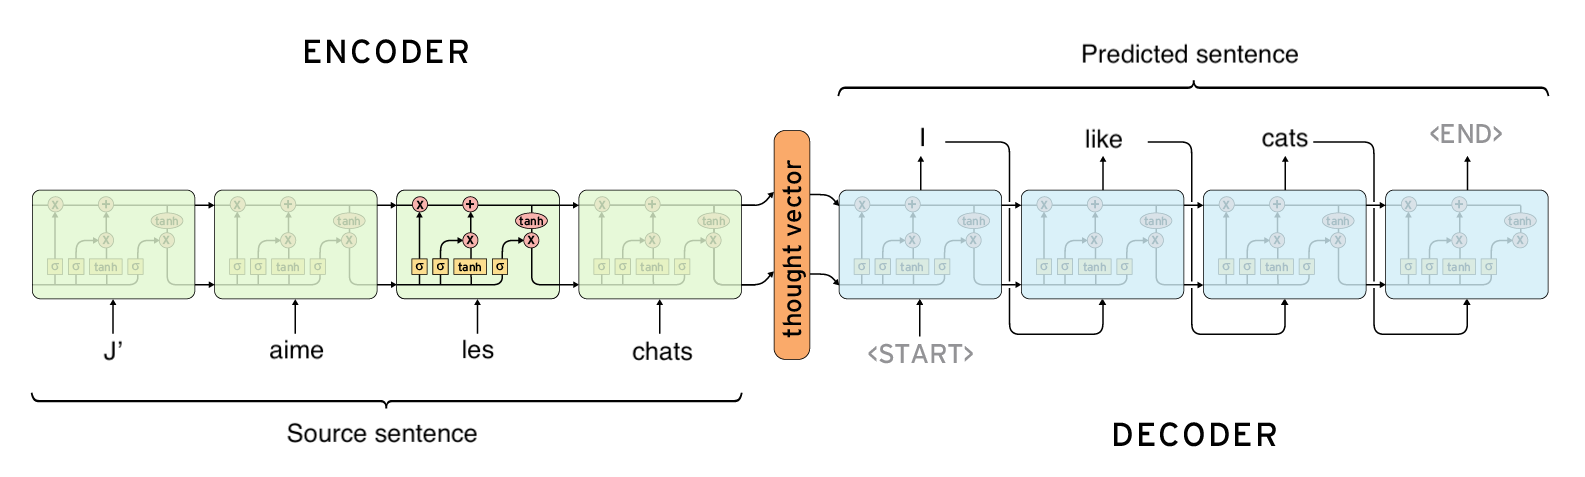 ENCODER
Predicted sentence
I like cats <END>
x + tanh x σ σ tanh σ
x + tanh x σ σ tanh σ
x + tanh x x σ σ tanh σ
x + tanh x x σ σ tanh σ
thought vector
x + tanh x x σ σ tanh σ
x + tanh x x σ σ tanh σ
x + tanh x x σ σ tanh σ
x + tanh x x σ σ tanh σ
J’ aime les chats
<START>
Source sentence
DECODER